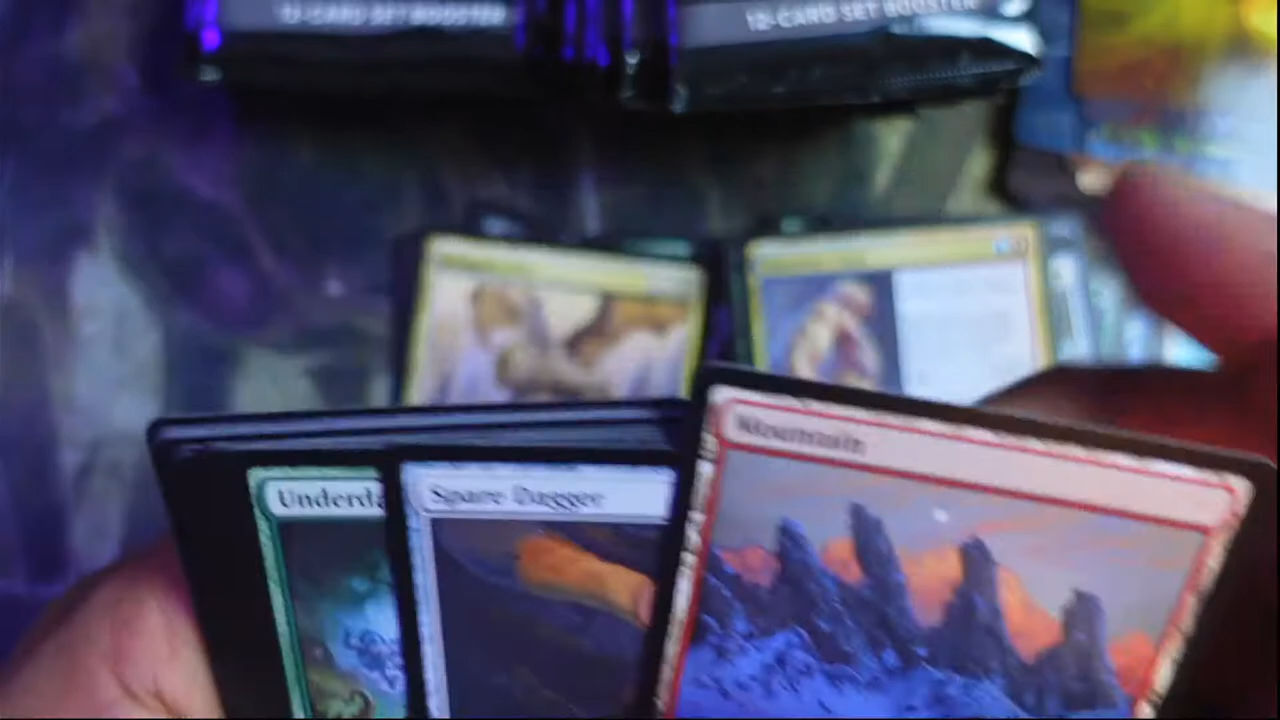 12-CARD SET BOOSTER
12-CARD SET BOOSTER
Mountain
Spare Dagger
Underda